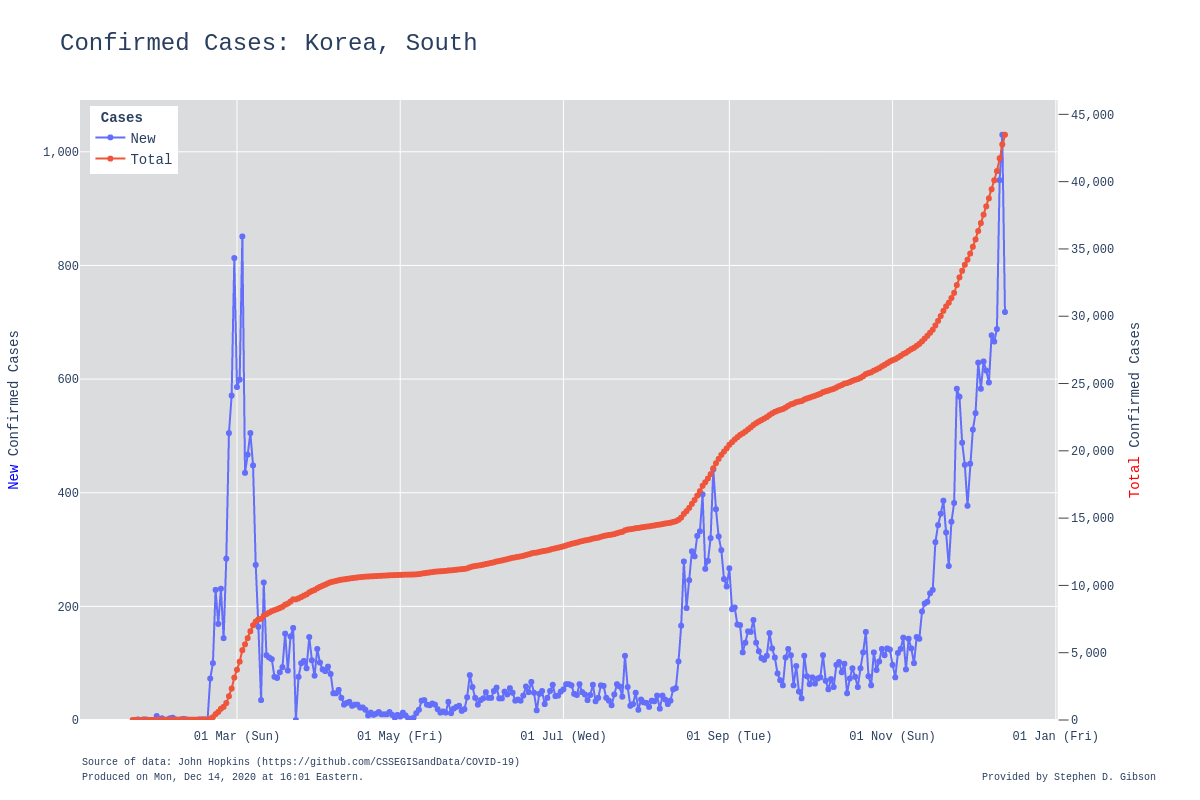 Confirmed Cases: Korea, South
Cases
New
Total
1,000
800
600
400
200
0
New Confirmed Cases
45,000
40,000
35,000
30,000
25,000
20,000
15,000
10,000
5,000
0
Total Confirmed Cases
01 Mar (Sun) 01 May (Fri) 01 Jul (Wed) 01 Sep (Tue) 01 Nov (Sun) 01 Jan (Fri)
Source of data: John Hopkins (https://github.com/CSSEGISandData/COVID-19)
Produced on Mon, Dec 14, 2020 at 16:01 Eastern.
Provided by Stephen D. Gibson